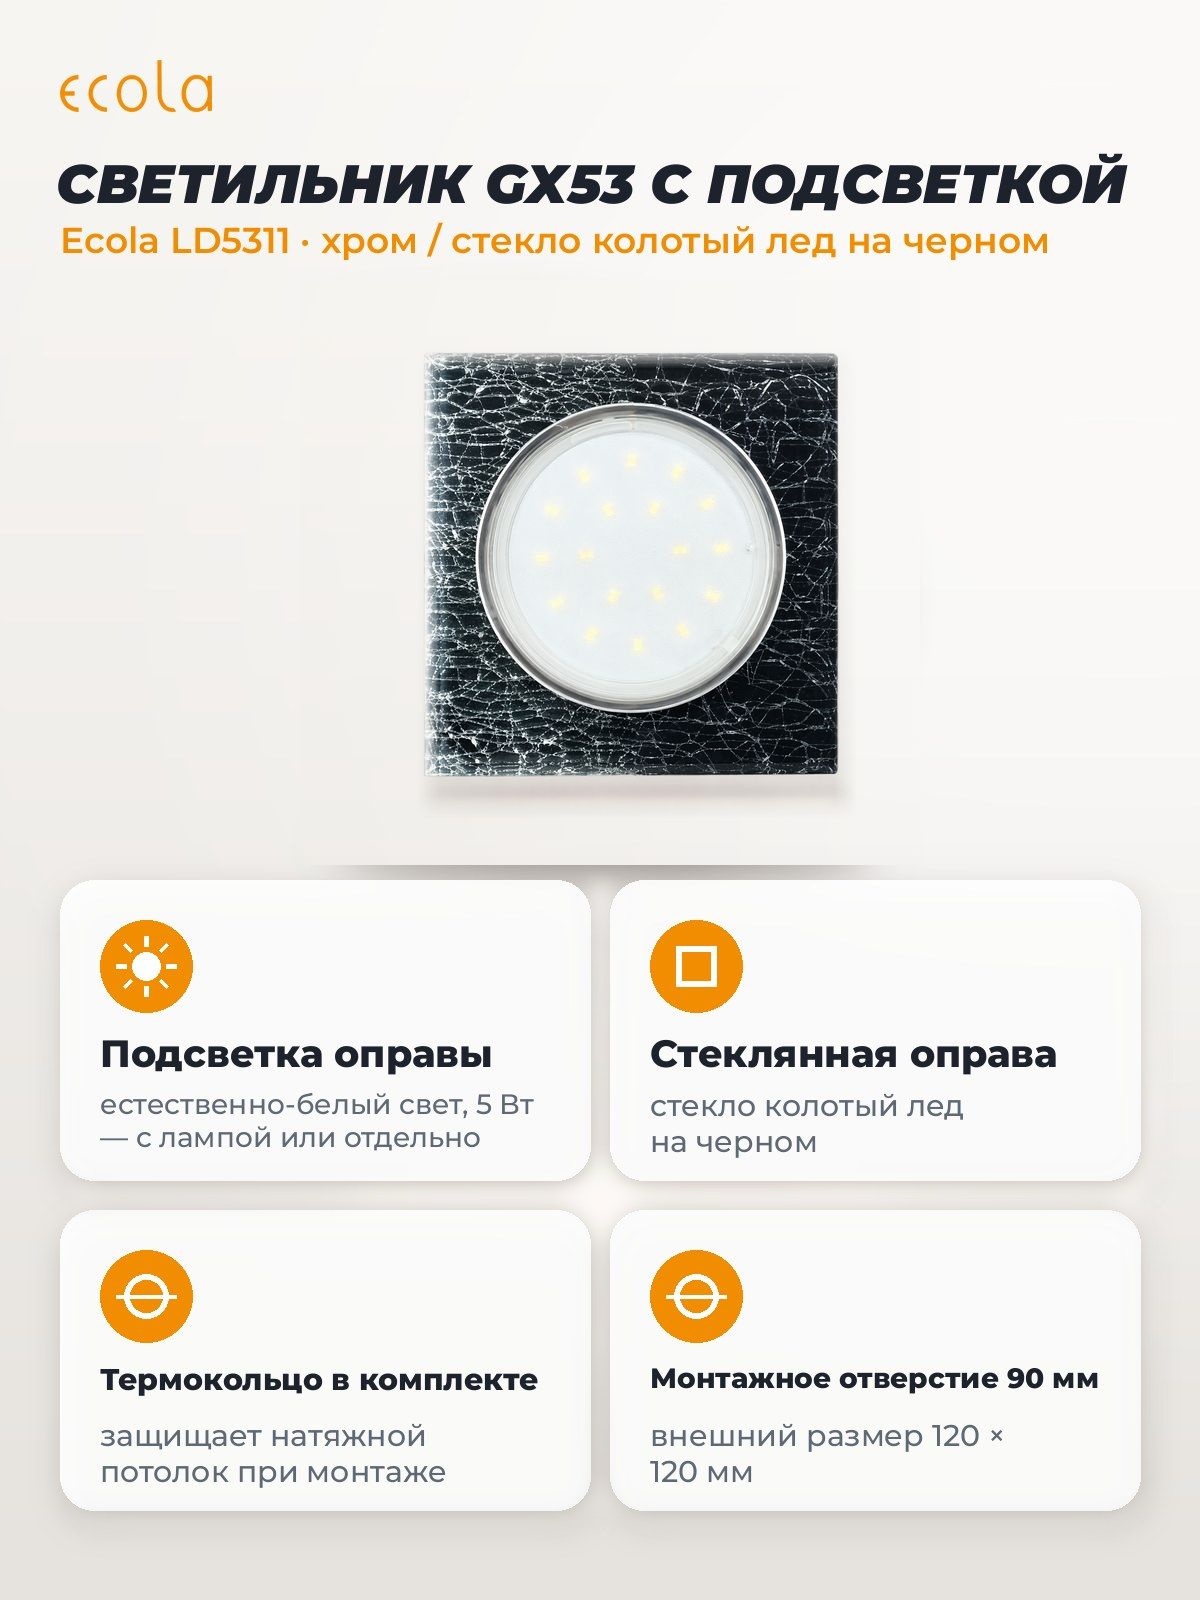 ecola
СВЕТИЛЬНИК GX53 С ПОДСВЕТКОЙ
Ecola LD5311 · хром / стекло колотый лед на черном
Подсветка оправы
естественно-белый свет, 5 Вт
— с лампой или отдельно
Стеклянная оправа
стекло колотый лед
на черном
Термокольцо в комплекте
защищает натяжной
потолок при монтаже
Монтажное отверстие 90 мм
внешний размер 120 ×
120 мм